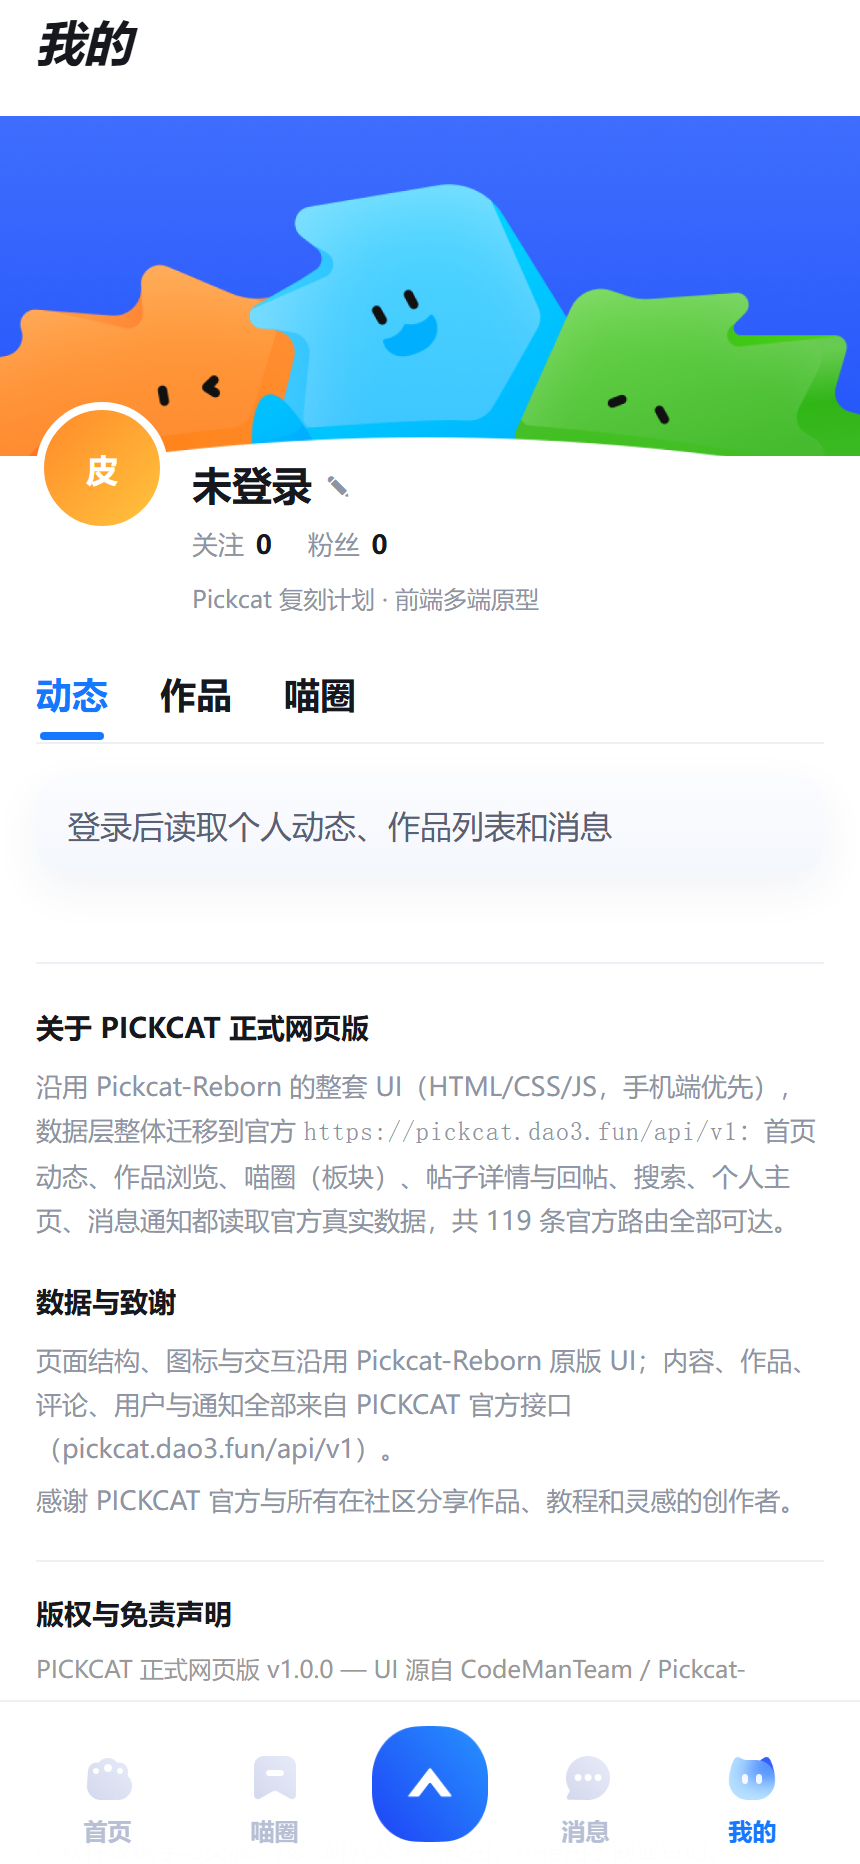 我的
皮
未登录
关注 0 粉丝 0
Pickcat 复刻计划 · 前端多端原型
动态 作品 喵圈
登录后读取个人动态、作品列表和消息
关于 PICKCAT 正式网页版
沿用 Pickcat-Reborn 的整套 UI（HTML/CSS/JS，手机端优先），
数据层整体迁移到官方 https://pickcat.dao3.fun/api/v1：首页
动态、作品浏览、喵圈（板块）、帖子详情与回帖、搜索、个人主
页、消息通知都读取官方真实数据，共 119 条官方路由全部可达。
数据与致谢
页面结构、图标与交互沿用 Pickcat-Reborn 原版 UI；内容、作品、
评论、用户与通知全部来自 PICKCAT 官方接口
（pickcat.dao3.fun/api/v1）。
感谢 PICKCAT 官方与所有在社区分享作品、教程和灵感的创作者。
版权与免责声明
PICKCAT 正式网页版 v1.0.0 — UI 源自 CodeManTeam / Pickcat-
首页 喵圈 消息 我的